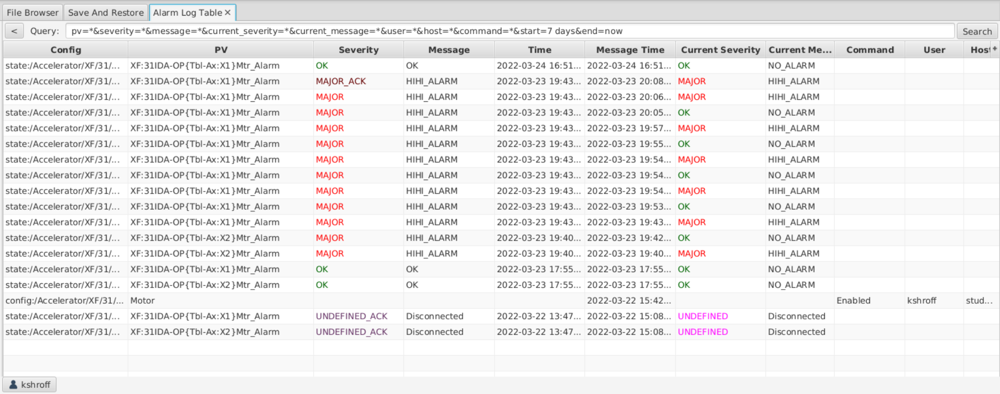 File Browser Save And Restore Alarm Log Table ×
< Query: pv=*&severity=*&message=*&current_severity=*&current_message=*&user=*&host=*&command=*&start=7 days&end=now Search
Config PV Severity Message Time Message Time Current Severity Current Me... Command User Host +
state:/Accelerator/XF/31/... XF:31IDA-OP{Tbl-Ax:X1}Mtr_Alarm OK OK 2022-03-24 16:51... 2022-03-24 16:51... OK NO_ALARM
state:/Accelerator/XF/31/... XF:31IDA-OP{Tbl-Ax:X1}Mtr_Alarm MAJOR_ACK HIHI_ALARM 2022-03-23 19:43... 2022-03-23 20:08... MAJOR HIHI_ALARM
state:/Accelerator/XF/31/... XF:31IDA-OP{Tbl-Ax:X1}Mtr_Alarm MAJOR HIHI_ALARM 2022-03-23 19:43... 2022-03-23 20:06... MAJOR HIHI_ALARM
state:/Accelerator/XF/31/... XF:31IDA-OP{Tbl-Ax:X1}Mtr_Alarm MAJOR HIHI_ALARM 2022-03-23 19:43... 2022-03-23 20:05... OK NO_ALARM
state:/Accelerator/XF/31/... XF:31IDA-OP{Tbl-Ax:X1}Mtr_Alarm MAJOR HIHI_ALARM 2022-03-23 19:43... 2022-03-23 19:57... MAJOR HIHI_ALARM
state:/Accelerator/XF/31/... XF:31IDA-OP{Tbl-Ax:X1}Mtr_Alarm MAJOR HIHI_ALARM 2022-03-23 19:43... 2022-03-23 19:55... OK NO_ALARM
state:/Accelerator/XF/31/... XF:31IDA-OP{Tbl-Ax:X1}Mtr_Alarm MAJOR HIHI_ALARM 2022-03-23 19:43... 2022-03-23 19:54... MAJOR HIHI_ALARM
state:/Accelerator/XF/31/... XF:31IDA-OP{Tbl-Ax:X1}Mtr_Alarm MAJOR HIHI_ALARM 2022-03-23 19:43... 2022-03-23 19:54... OK NO_ALARM
state:/Accelerator/XF/31/... XF:31IDA-OP{Tbl-Ax:X1}Mtr_Alarm MAJOR HIHI_ALARM 2022-03-23 19:43... 2022-03-23 19:54... MAJOR HIHI_ALARM
state:/Accelerator/XF/31/... XF:31IDA-OP{Tbl-Ax:X1}Mtr_Alarm MAJOR HIHI_ALARM 2022-03-23 19:43... 2022-03-23 19:53... OK NO_ALARM
state:/Accelerator/XF/31/... XF:31IDA-OP{Tbl-Ax:X1}Mtr_Alarm MAJOR HIHI_ALARM 2022-03-23 19:43... 2022-03-23 19:43... MAJOR HIHI_ALARM
state:/Accelerator/XF/31/... XF:31IDA-OP{Tbl-Ax:X2}Mtr_Alarm MAJOR HIHI_ALARM 2022-03-23 19:40... 2022-03-23 19:42... OK NO_ALARM
state:/Accelerator/XF/31/... XF:31IDA-OP{Tbl-Ax:X2}Mtr_Alarm MAJOR HIHI_ALARM 2022-03-23 19:40... 2022-03-23 19:40... MAJOR HIHI_ALARM
state:/Accelerator/XF/31/... XF:31IDA-OP{Tbl-Ax:X1}Mtr_Alarm OK OK 2022-03-23 17:55... 2022-03-23 17:55... OK NO_ALARM
state:/Accelerator/XF/31/... XF:31IDA-OP{Tbl-Ax:X2}Mtr_Alarm OK OK 2022-03-23 17:55... 2022-03-23 17:55... OK NO_ALARM
config:/Accelerator/XF/31/... Motor 2022-03-22 15:42... Enabled kshroff stud...
state:/Accelerator/XF/31/... XF:31IDA-OP{Tbl-Ax:X1}Mtr_Alarm UNDEFINED_ACK Disconnected 2022-03-22 13:47... 2022-03-22 15:08... UNDEFINED Disconnected
state:/Accelerator/XF/31/... XF:31IDA-OP{Tbl-Ax:X2}Mtr_Alarm UNDEFINED_ACK Disconnected 2022-03-22 13:47... 2022-03-22 15:08... UNDEFINED Disconnected
kshroff